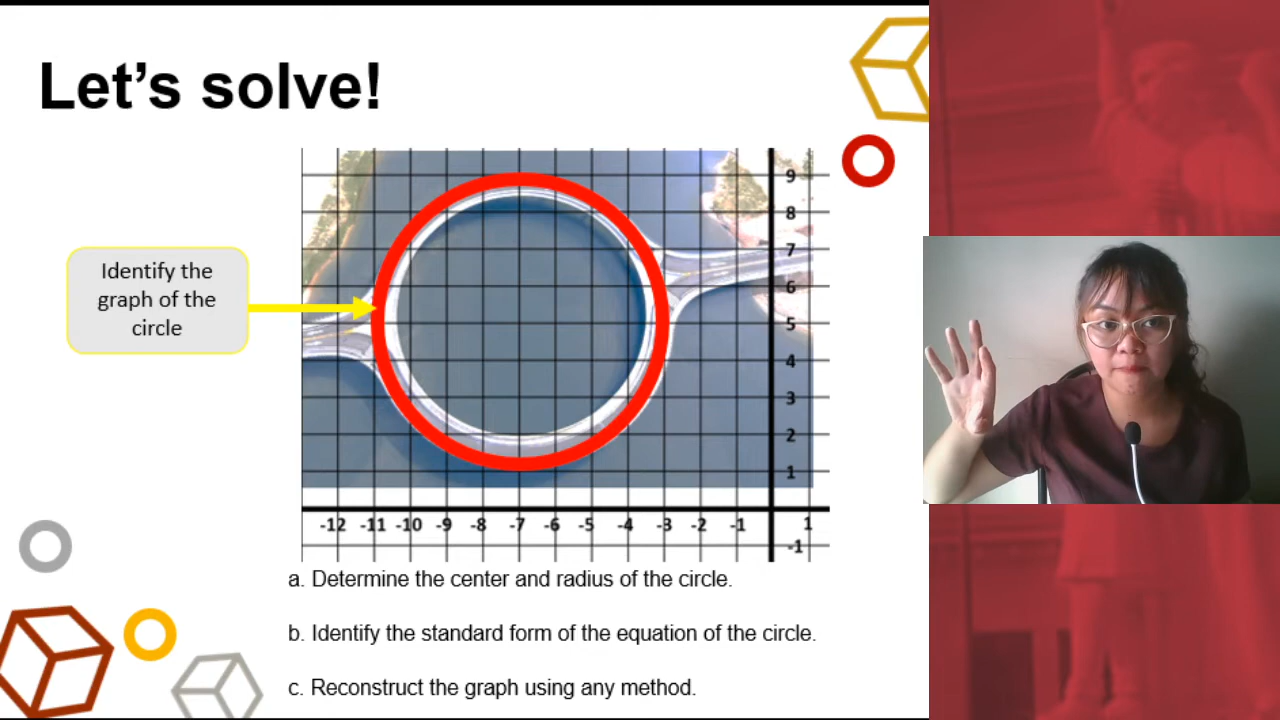 Let's solve!
Identify the
graph of the
circle
9
8
7
6
5
4
3
2
1
-12 -11 -10 -9 -8 -7 -6 -5 -4 -3 -2 -1 1
-1
a. Determine the center and radius of the circle.
b. Identify the standard form of the equation of the circle.
c. Reconstruct the graph using any method.